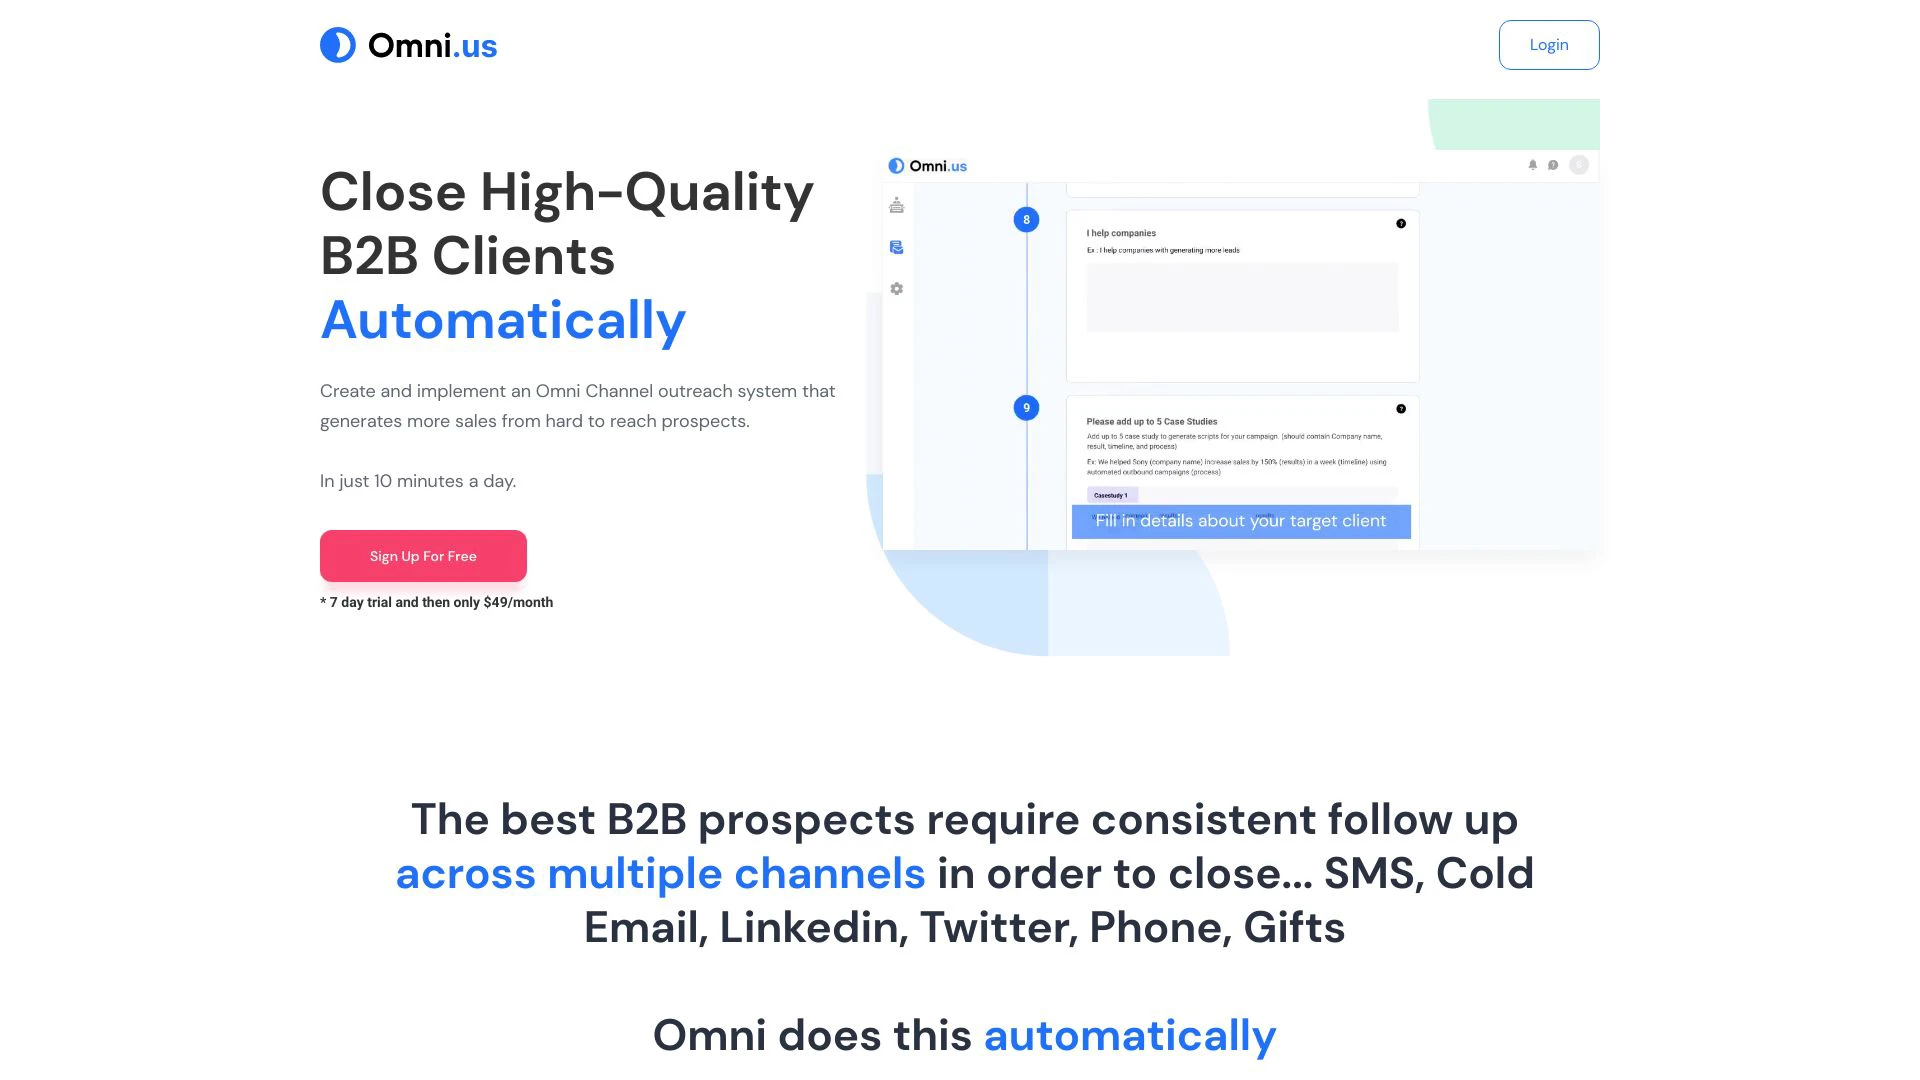 Omni.us
Login
Close High-Quality
B2B Clients
Automatically
Create and implement an Omni Channel outreach system that
generates more sales from hard to reach prospects.
In just 10 minutes a day.
Sign Up For Free
* 7 day trial and then only $49/month
Omni.us
8
I help companies
Ex : I help companies with generating more leads
9
Please add up to 5 Case Studies
Add up to 5 case study to generate scripts for your campaign. (should contain Company name,
result, timeline, and process)
Ex: We helped Sony (company name) increase sales by 150% (results) in a week (timeline) using
automated outbound campaigns (process)
Casestudy 1
Fill in details about your target client
The best B2B prospects require consistent follow up
across multiple channels in order to close... SMS, Cold
Email, Linkedin, Twitter, Phone, Gifts
Omni does this automatically